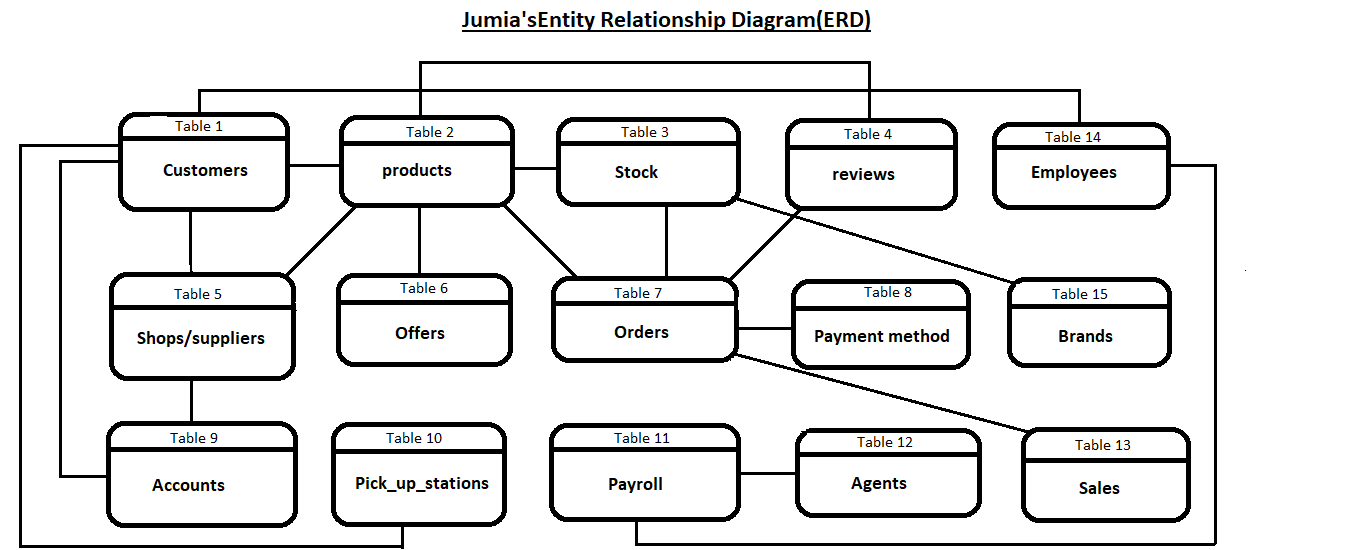 Jumia'sEntity Relationship Diagram(ERD)
Table 1
Customers
Table 2
products
Table 3
Stock
Table 4
reviews
Table 14
Employees
Table 5
Shops/suppliers
Table 6
Offers
Table 7
Orders
Table 8
Payment method
Table 15
Brands
Table 9
Accounts
Table 10
Pick_up_stations
Table 11
Payroll
Table 12
Agents
Table 13
Sales